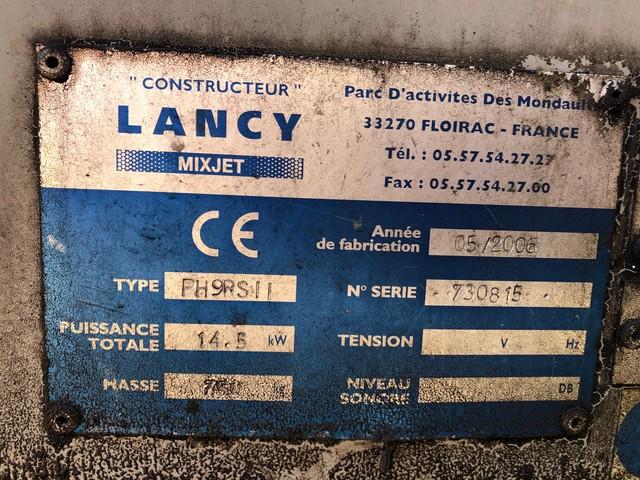 " CONSTRUCTEUR "
LANCY
MIXJET
Parc D'activites Des Mondault
33270 FLOIRAC - FRANCE
Tél. : 05.57.54.27.27
Fax : 05.57.54.27.00
CE
Année
de fabrication 05/2006
TYPE PH9RSII
N° SERIE 730815
PUISSANCE
TOTALE 14.5 kW
TENSION V Hz
MASSE kg
NIVEAU
SONORE DB